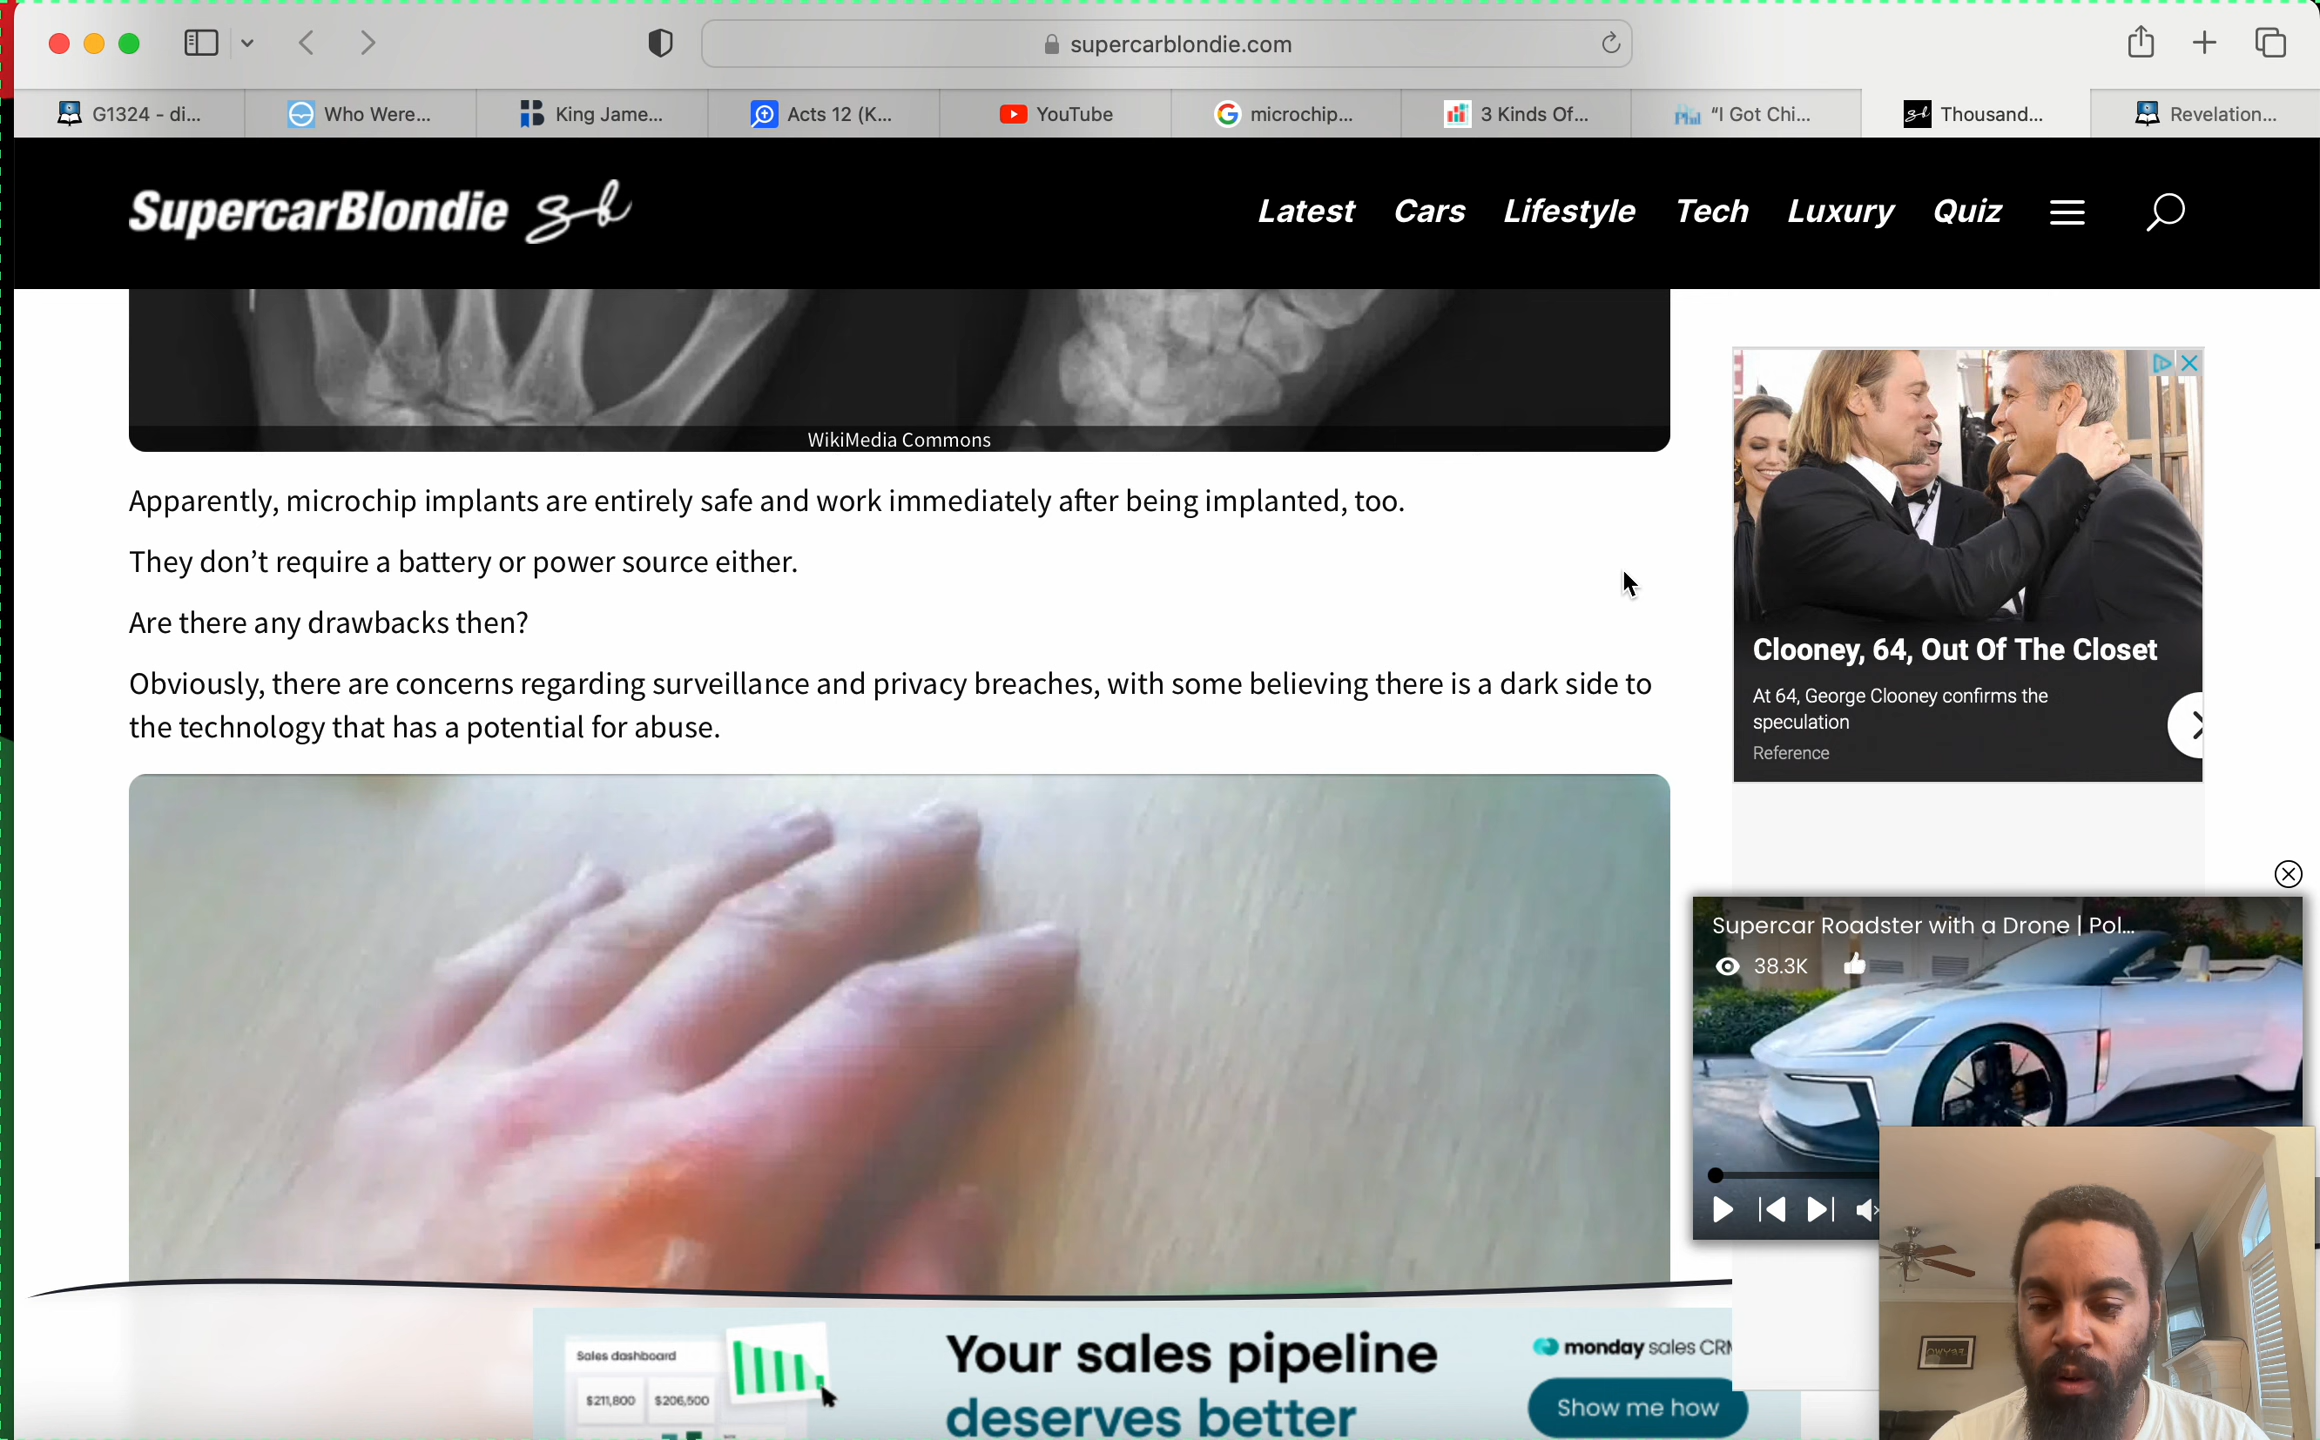 supercarblondie.com
G1324 - di...
Who Were...
King Jame...
Acts 12 (K...
YouTube
microchip...
3 Kinds Of...
“I Got Chi...
Thousand...
Revelation...
SupercarBlondie sb
Latest Cars Lifestyle Tech Luxury Quiz
WikiMedia Commons
Apparently, microchip implants are entirely safe and work immediately after being implanted, too.
They don’t require a battery or power source either.
Are there any drawbacks then?
Obviously, there are concerns regarding surveillance and privacy breaches, with some believing there is a dark side to
the technology that has a potential for abuse.
Clooney, 64, Out Of The Closet
At 64, George Clooney confirms the
speculation
Reference
Supercar Roadster with a Drone | Pol...
38.3K
Sales dashboard
$211,800 $206,500
Your sales pipeline
deserves better
monday sales CRM
Show me how